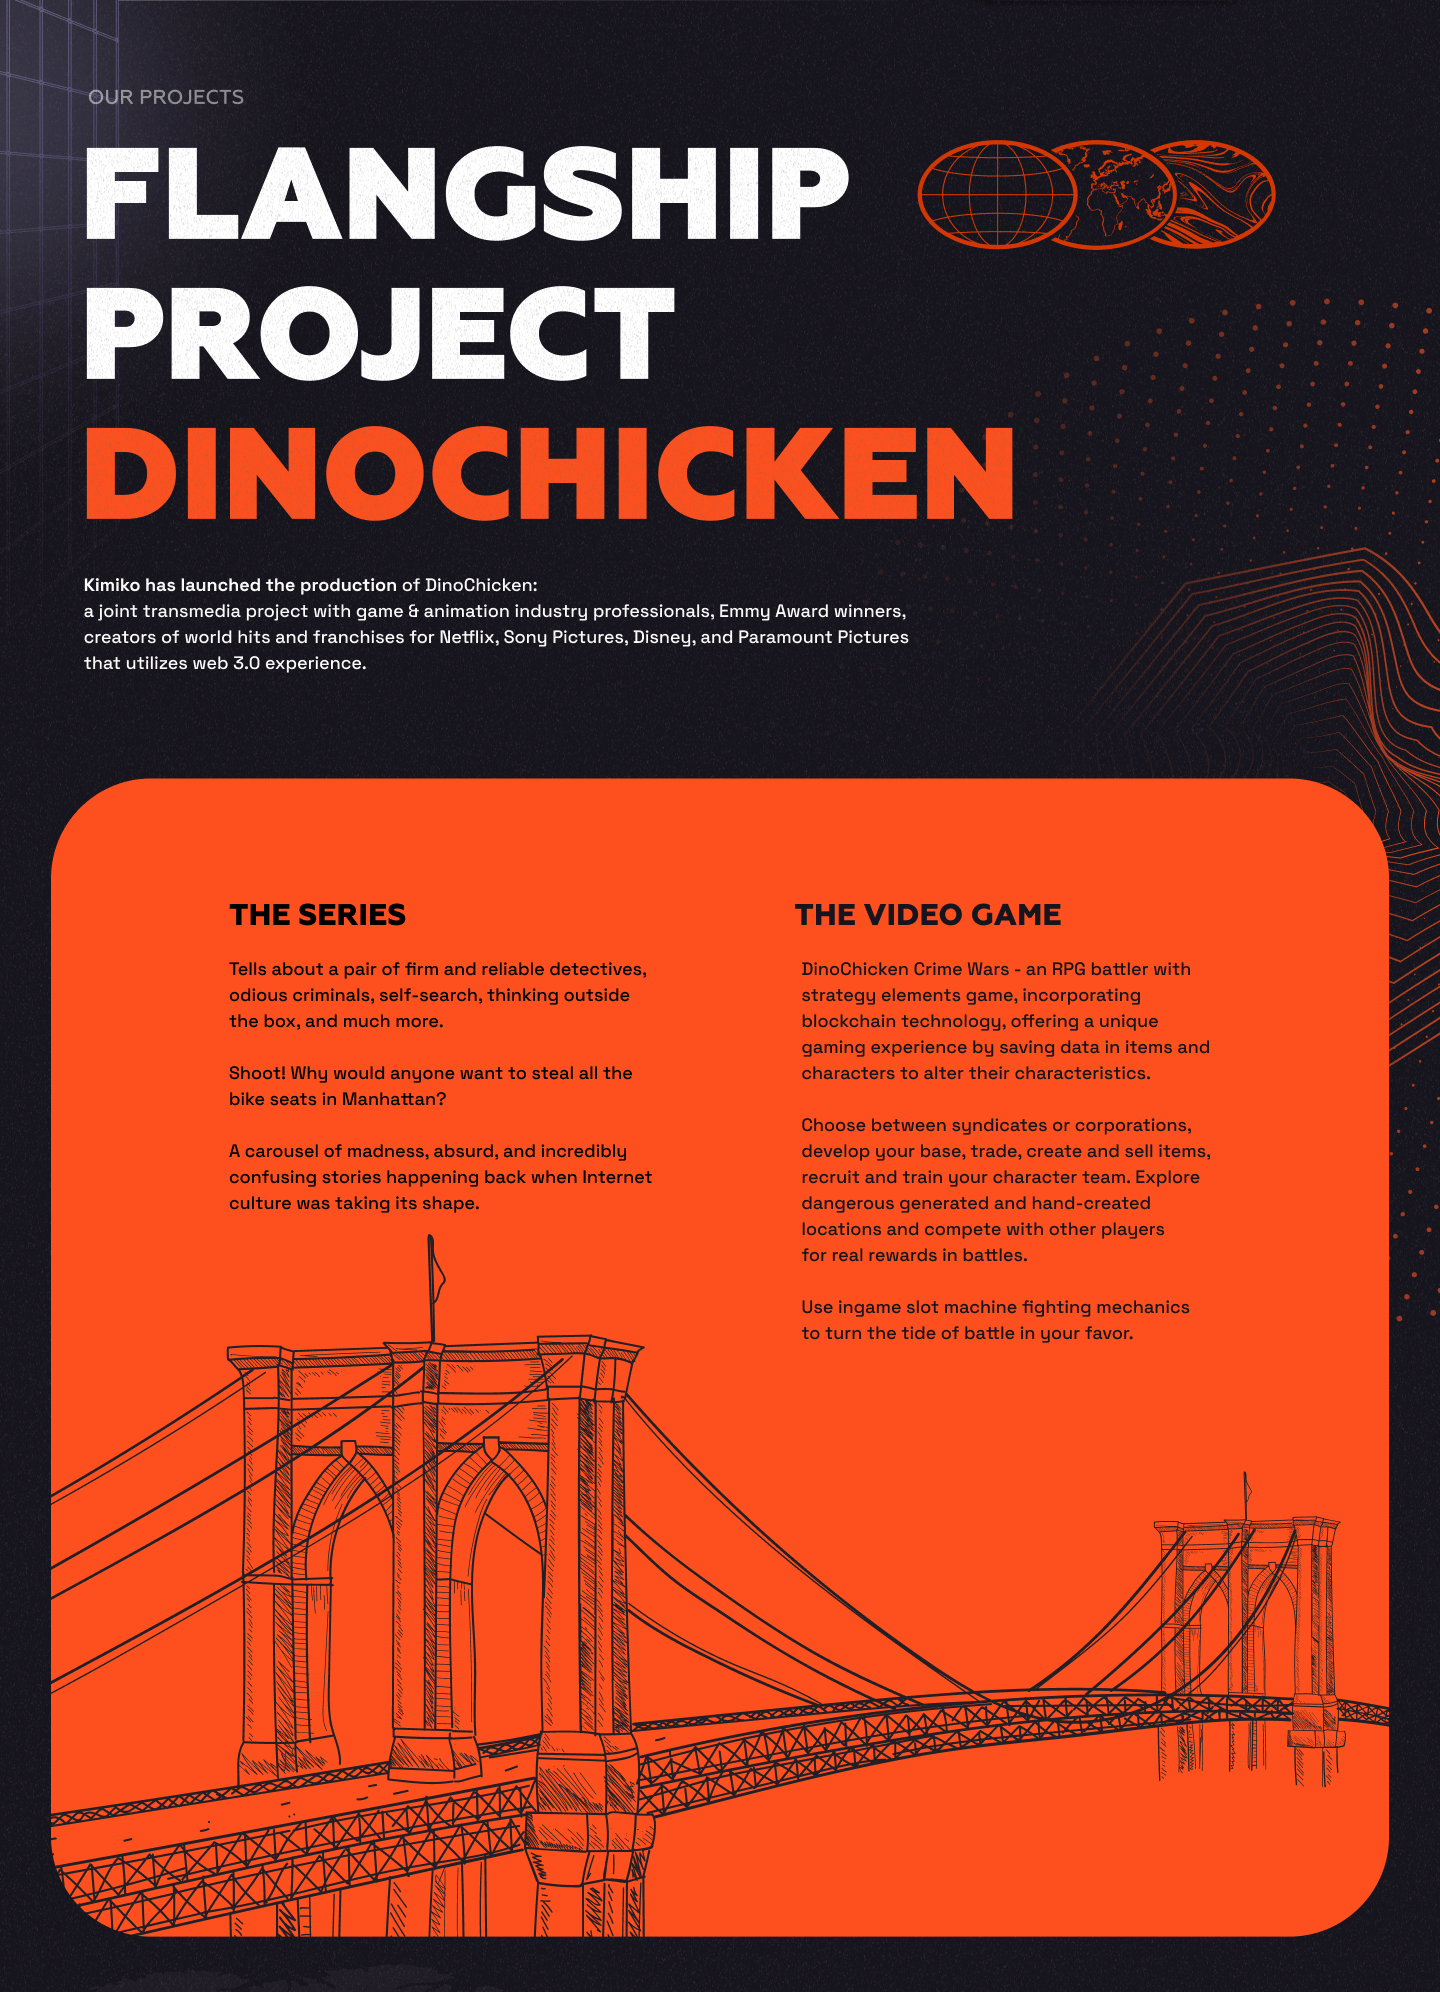 OUR PROJECTS
FLANGSHIP
PROJECT
DINOCHICKEN
Kimiko has launched the production of DinoChicken:
a joint transmedia project with game & animation industry professionals, Emmy Award winners,
creators of world hits and franchises for Netflix, Sony Pictures, Disney, and Paramount Pictures
that utilizes web 3.0 experience.
THE SERIES
Tells about a pair of firm and reliable detectives,
odious criminals, self-search, thinking outside
the box, and much more.
Shoot! Why would anyone want to steal all the
bike seats in Manhattan?
A carousel of madness, absurd, and incredibly
confusing stories happening back when Internet
culture was taking its shape.
THE VIDEO GAME
DinoChicken Crime Wars - an RPG battler with
strategy elements game, incorporating
blockchain technology, offering a unique
gaming experience by saving data in items and
characters to alter their characteristics.
Choose between syndicates or corporations,
develop your base, trade, create and sell items,
recruit and train your character team. Explore
dangerous generated and hand-created
locations and compete with other players
for real rewards in battles.
Use ingame slot machine fighting mechanics
to turn the tide of battle in your favor.